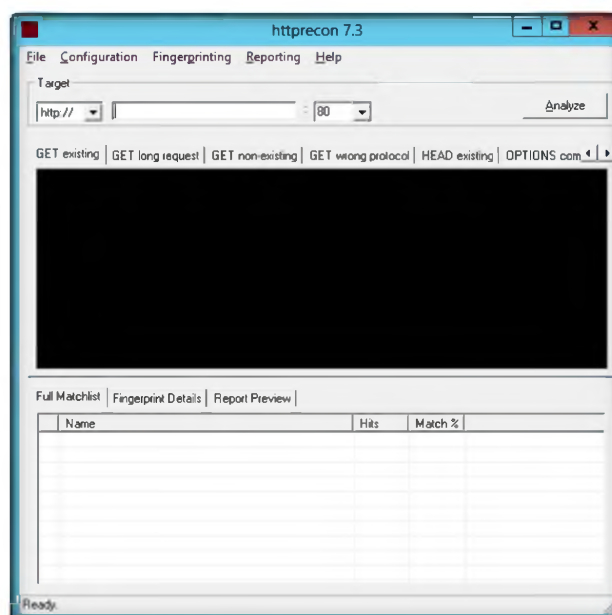 httprecon 7.3
File Configuration Fingerprinting Reporting Help
Target
http:// : 80 Analyze
GET existing GET long request GET non-existing GET wrong protocol HEAD existing OPTIONS com
Full Matchlist Fingerprint Details Report Preview
Name Hits Match %
Ready.